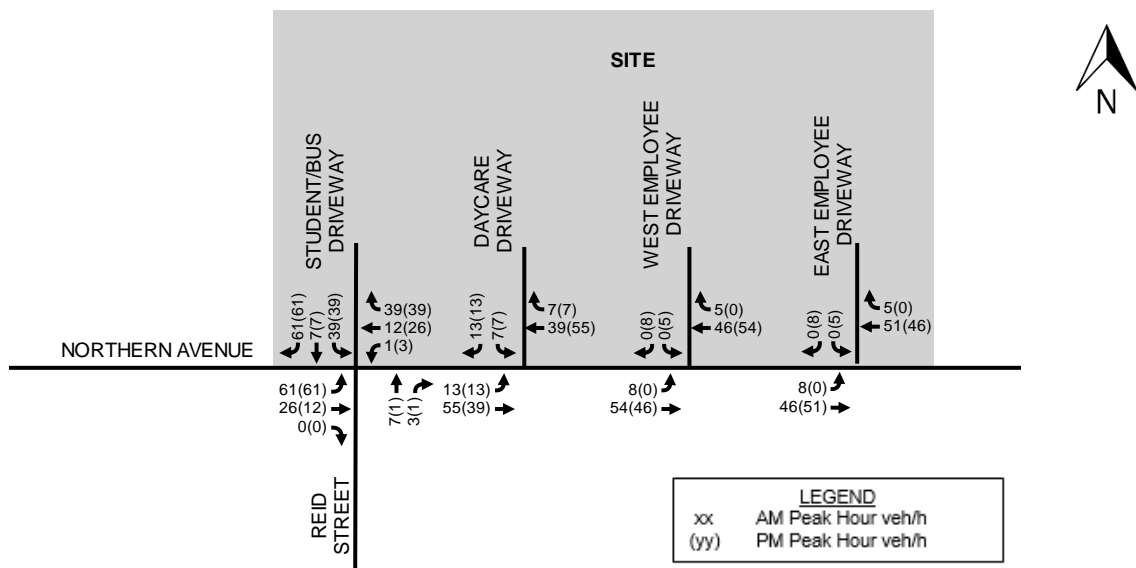 SITE
N
STUDENT/BUS
DRIVEWAY
DAYCARE
DRIVEWAY
WEST EMPLOYEE
DRIVEWAY
EAST EMPLOYEE
DRIVEWAY
61(61)
7(7)
39(39)
39(39)
12(26)
1(3)
13(13)
7(7)
7(7)
39(55)
0(8)
0(5)
5(0)
46(54)
0(8)
0(5)
5(0)
51(46)
NORTHERN AVENUE
61(61)
26(12)
0(0)
7(1)
3(1)
13(13)
55(39)
8(0)
54(46)
8(0)
46(51)
REID
STREET
LEGEND
xx AM Peak Hour veh/h
(yy) PM Peak Hour veh/h